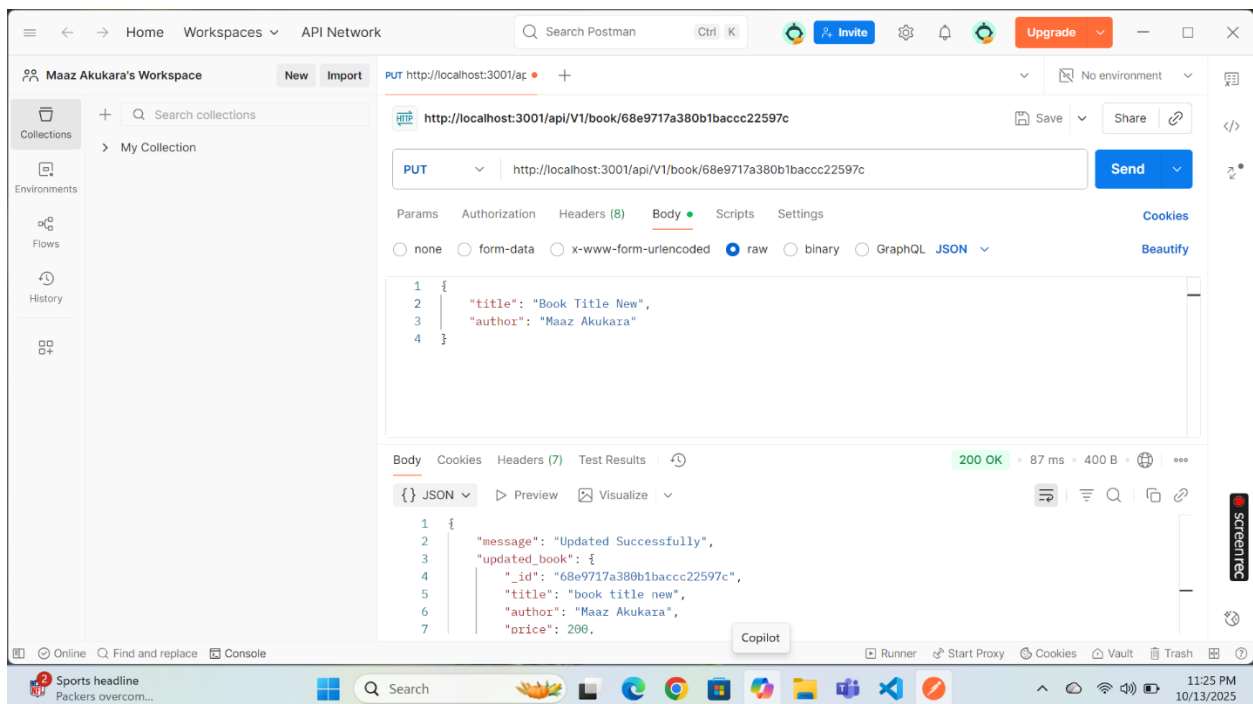 Home Workspaces API Network Search Postman Ctrl K Invite Upgrade
Maaz Akukara's Workspace New Import PUT http://localhost:3001/ap No environment
Collections
Search collections
My Collection
Environments
Flows
History
HTTP http://localhost:3001/api/V1/book/68e9717a380b1baccc22597c Save Share
PUT http://localhost:3001/api/V1/book/68e9717a380b1baccc22597c Send
Params Authorization Headers (8) Body Scripts Settings Cookies
none form-data x-www-form-urlencoded raw binary GraphQL JSON Beautify
1 {
2 "title": "Book Title New",
3 "author": "Maaz Akukara"
4 }
Body Cookies Headers (7) Test Results 200 OK 87 ms 400 B
{} JSON Preview Visualize
1 {
2 "message": "Updated Successfully",
3 "updated_book": {
4 "_id": "68e9717a380b1baccc22597c",
5 "title": "book title new",
6 "author": "Maaz Akukara",
7 "price": 200,
screenrec
Copilot
Online Find and replace Console Runner Start Proxy Cookies Vault Trash
2 Sports headline
NFL Packers overcom...
Search
11:25 PM
10/13/2025